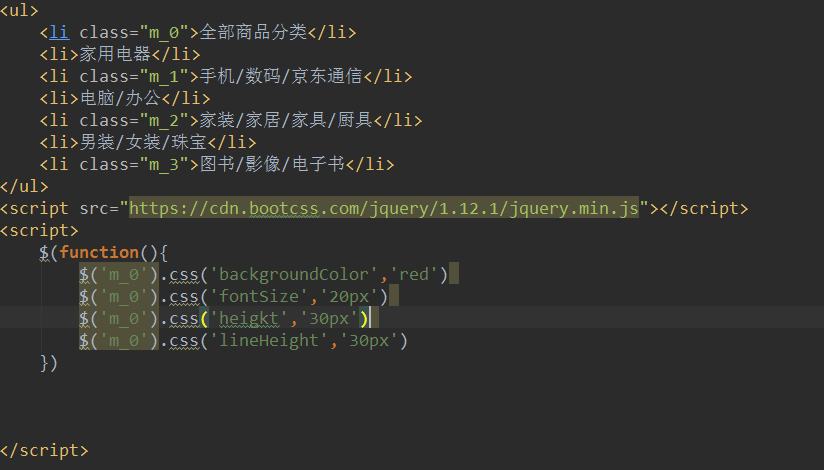 <ul>
    <li class="m_0">全部商品分类</li>
    <li>家用电器</li>
    <li class="m_1">手机/数码/京东通信</li>
    <li>电脑/办公</li>
    <li class="m_2">家装/家居/家具/厨具</li>
    <li>男装/女装/珠宝</li>
    <li class="m_3">图书/影像/电子书</li>
</ul>
<script src="https://cdn.bootcss.com/jquery/1.12.1/jquery.min.js"></script>
<script>
    $(function(){
        $('m_0').css('backgroundColor','red')
        $('m_0').css('fontSize','20px')
        $('m_0').css('heigkt','30px')
        $('m_0').css('lineHeight','30px')
    })
</script>